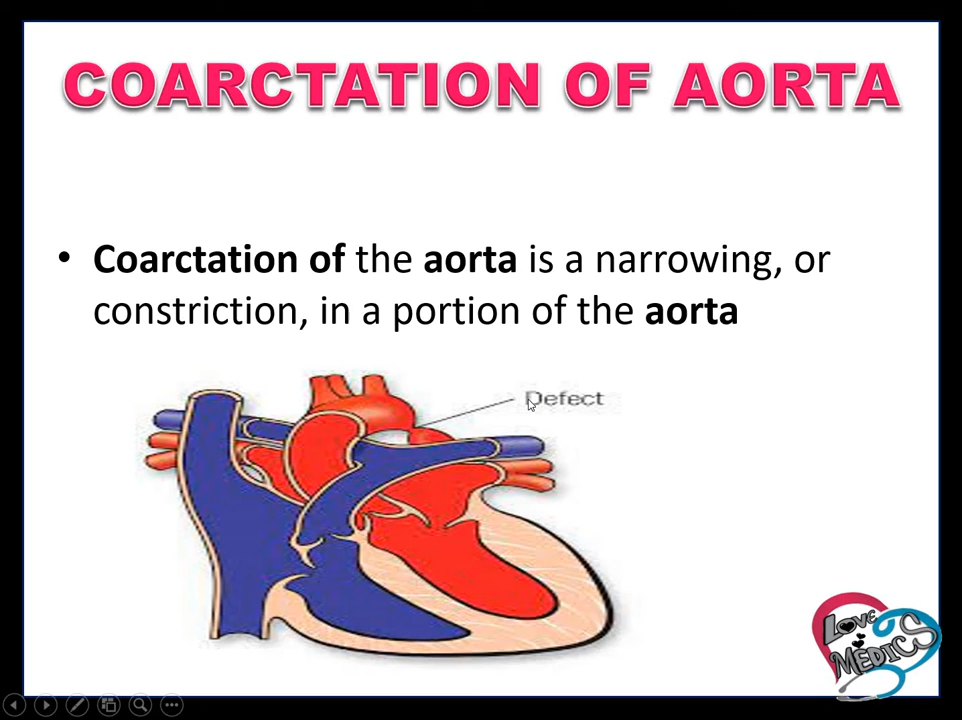 COARCTATION OF AORTA
• Coarctation of the aorta is a narrowing, or
constriction, in a portion of the aorta
Defect
LOVE
MEDICS